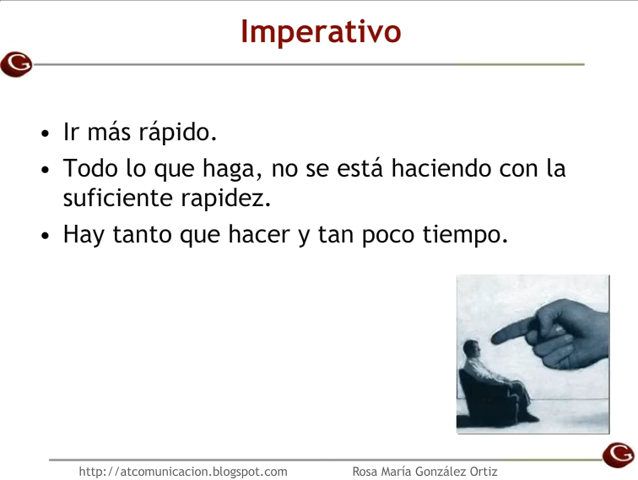 Imperativo
G
• Ir más rápido.
• Todo lo que haga, no se está haciendo con la
suficiente rapidez.
• Hay tanto que hacer y tan poco tiempo.
G
http://atcomunicacion.blogspot.com Rosa María González Ortiz